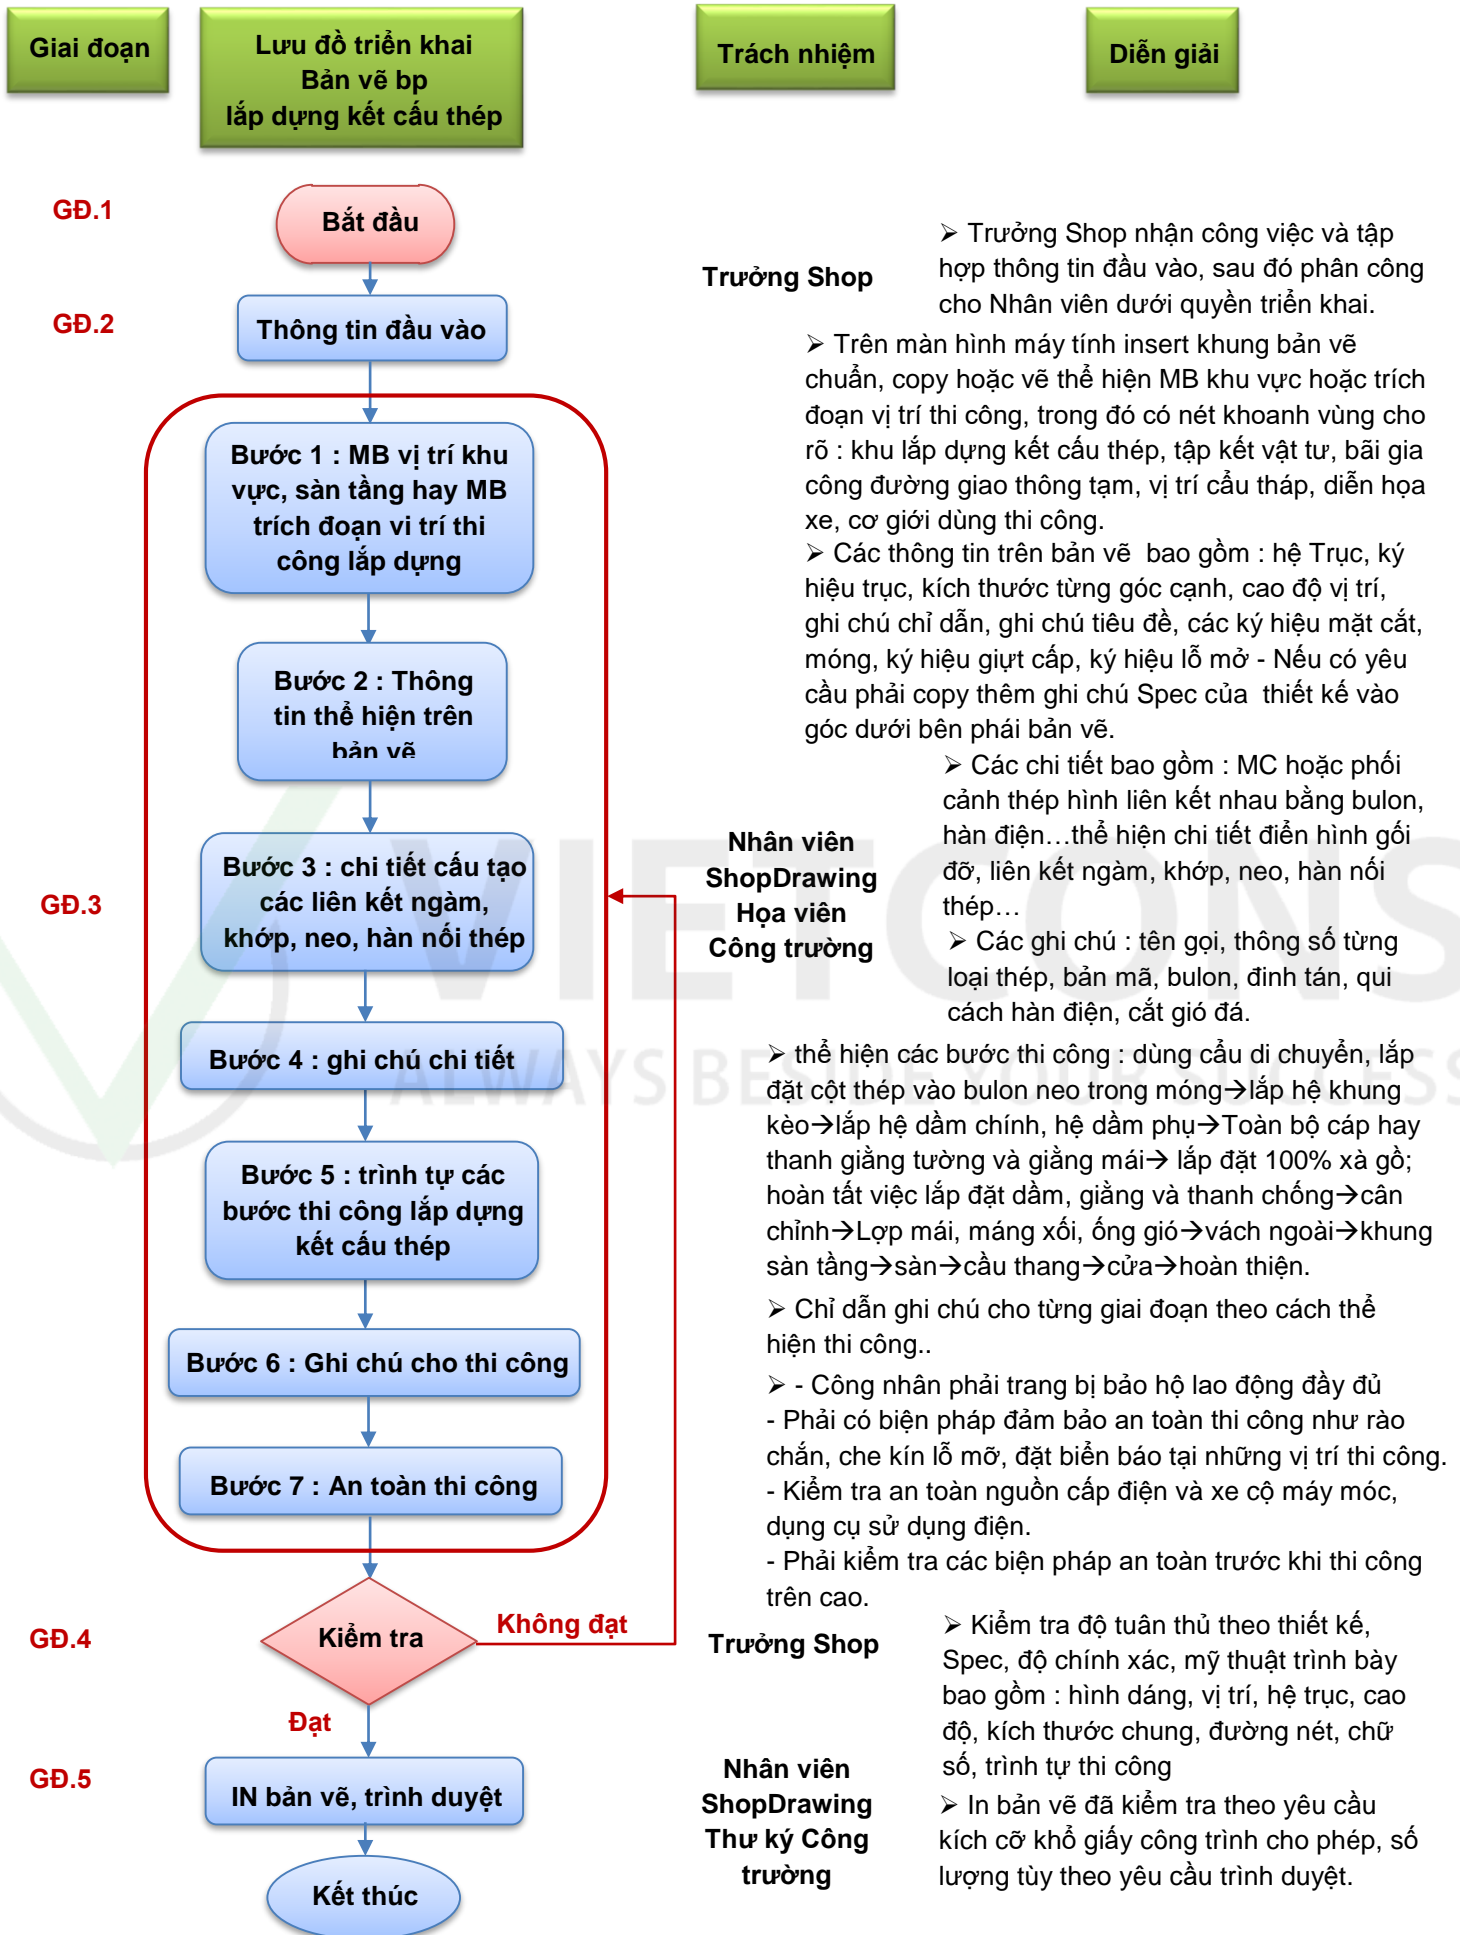 Giai đoạn
Lưu đồ triển khai
Bản vẽ bp
lắp dựng kết cấu thép
Trách nhiệm
Diễn giải
GĐ.1
Bắt đầu
Trưởng Shop
➢ Trưởng Shop nhận công việc và tập
hợp thông tin đầu vào, sau đó phân công
cho Nhân viên dưới quyền triển khai.
GĐ.2
Thông tin đầu vào
➢ Trên màn hình máy tính insert khung bản vẽ
chuẩn, copy hoặc vẽ thể hiện MB khu vực hoặc trích
đoạn vị trí thi công, trong đó có nét khoanh vùng cho
rõ : khu lắp dựng kết cấu thép, tập kết vật tư, bãi gia
công đường giao thông tạm, vị trí cẩu tháp, diễn họa
xe, cơ giới dùng thi công.
➢ Các thông tin trên bản vẽ bao gồm : hệ Trục, ký
hiệu trục, kích thước từng góc cạnh, cao độ vị trí,
ghi chú chỉ dẫn, ghi chú tiêu đề, các ký hiệu mặt cắt,
móng, ký hiệu giựt cấp, ký hiệu lỗ mở - Nếu có yêu
cầu phải copy thêm ghi chú Spec của thiết kế vào
góc dưới bên phái bản vẽ.
Bước 1 : MB vị trí khu
vực, sàn tầng hay MB
trích đoạn vi trí thi
công lắp dựng
Bước 2 : Thông
tin thể hiện trên
bản vẽ
GĐ.3
Bước 3 : chi tiết cấu tạo
các liên kết ngàm,
khớp, neo, hàn nối thép
Nhân viên
ShopDrawing
Họa viên
Công trường
➢ Các chi tiết bao gồm : MC hoặc phối
cảnh thép hình liên kết nhau bằng bulon,
hàn điện…thể hiện chi tiết điển hình gối
đỡ, liên kết ngàm, khớp, neo, hàn nối
thép…
➢ Các ghi chú : tên gọi, thông số từng
loại thép, bản mã, bulon, đinh tán, qui
cách hàn điện, cắt gió đá.
VIETCONS
ALWAYS BESIDE YOUR SUCCESS
Bước 4 : ghi chú chi tiết
Bước 5 : trình tự các
bước thi công lắp dựng
kết cấu thép
➢ thể hiện các bước thi công : dùng cẩu di chuyển, lắp
đặt cột thép vào bulon neo trong móng→lắp hệ khung
kèo→lắp hệ dầm chính, hệ dầm phụ→Toàn bộ cáp hay
thanh giằng tường và giằng mái→ lắp đặt 100% xà gồ;
hoàn tất việc lắp đặt dầm, giằng và thanh chống→cân
chỉnh→Lợp mái, máng xối, ống gió→vách ngoài→khung
sàn tầng→sàn→cầu thang→cửa→hoàn thiện.
Bước 6 : Ghi chú cho thi công
➢ Chỉ dẫn ghi chú cho từng giai đoạn theo cách thể
hiện thi công..
Bước 7 : An toàn thi công
➢ - Công nhân phải trang bị bảo hộ lao động đầy đủ
- Phải có biện pháp đảm bảo an toàn thi công như rào
chắn, che kín lỗ mỡ, đặt biển báo tại những vị trí thi công.
- Kiểm tra an toàn nguồn cấp điện và xe cộ máy móc,
dụng cụ sử dụng điện.
- Phải kiểm tra các biện pháp an toàn trước khi thi công
trên cao.
GĐ.4
Kiểm tra
Không đạt
Đạt
Trưởng Shop
➢ Kiểm tra độ tuân thủ theo thiết kế,
Spec, độ chính xác, mỹ thuật trình bày
bao gồm : hình dáng, vị trí, hệ trục, cao
độ, kích thước chung, đường nét, chữ
số, trình tự thi công
GĐ.5
IN bản vẽ, trình duyệt
Nhân viên
ShopDrawing
Thư ký Công
trường
➢ In bản vẽ đã kiểm tra theo yêu cầu
kích cỡ khổ giấy công trình cho phép, số
lượng tùy theo yêu cầu trình duyệt.
Kết thúc